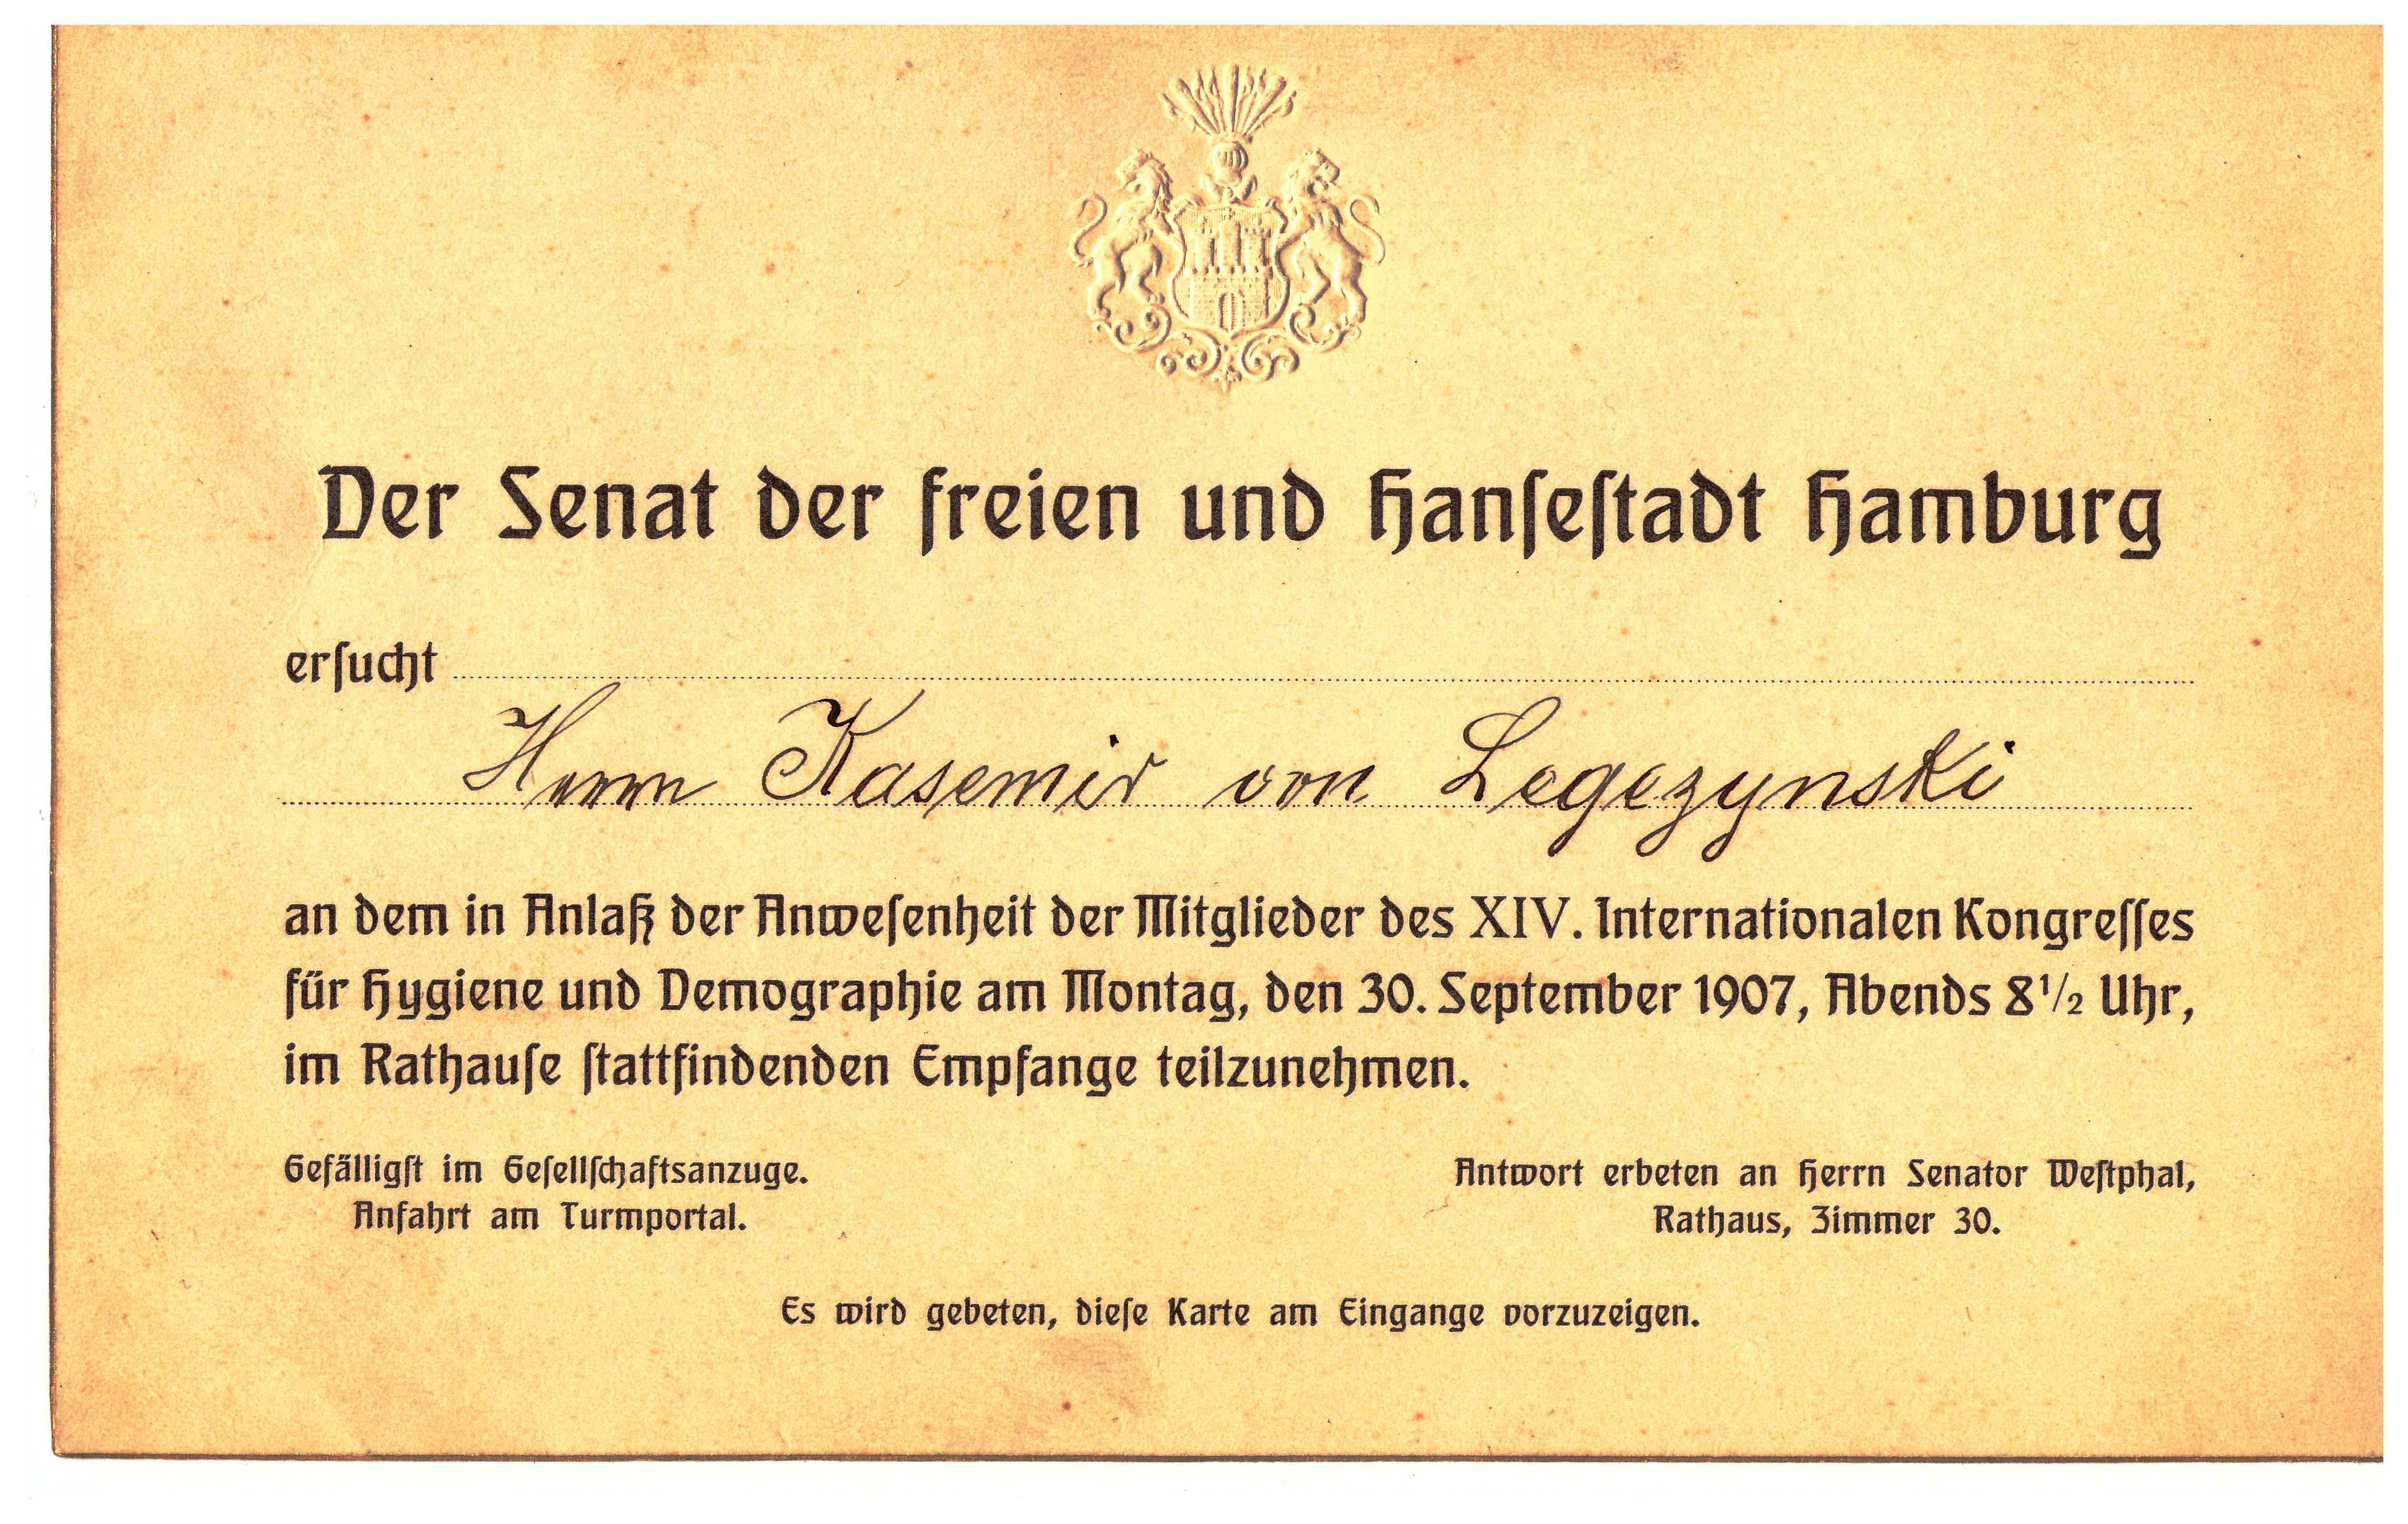 Der Senat der freien und Hansestadt Hamburg
ersucht
Herrn Kasemir von Legezynski
an dem in Anlaß der Anwesenheit der Mitglieder des XIV. Internationalen Kongresses
für Hygiene und Demographie am Montag, den 30. September 1907, Abends 8½ Uhr,
im Rathause stattfindenden Empfange teilzunehmen.
Gefälligst im Gesellschaftsanzuge.
Anfahrt am Turmportal.
Antwort erbeten an Herrn Senator Westphal,
Rathaus, Zimmer 30.
Es wird gebeten, diese Karte am Eingange vorzuzeigen.